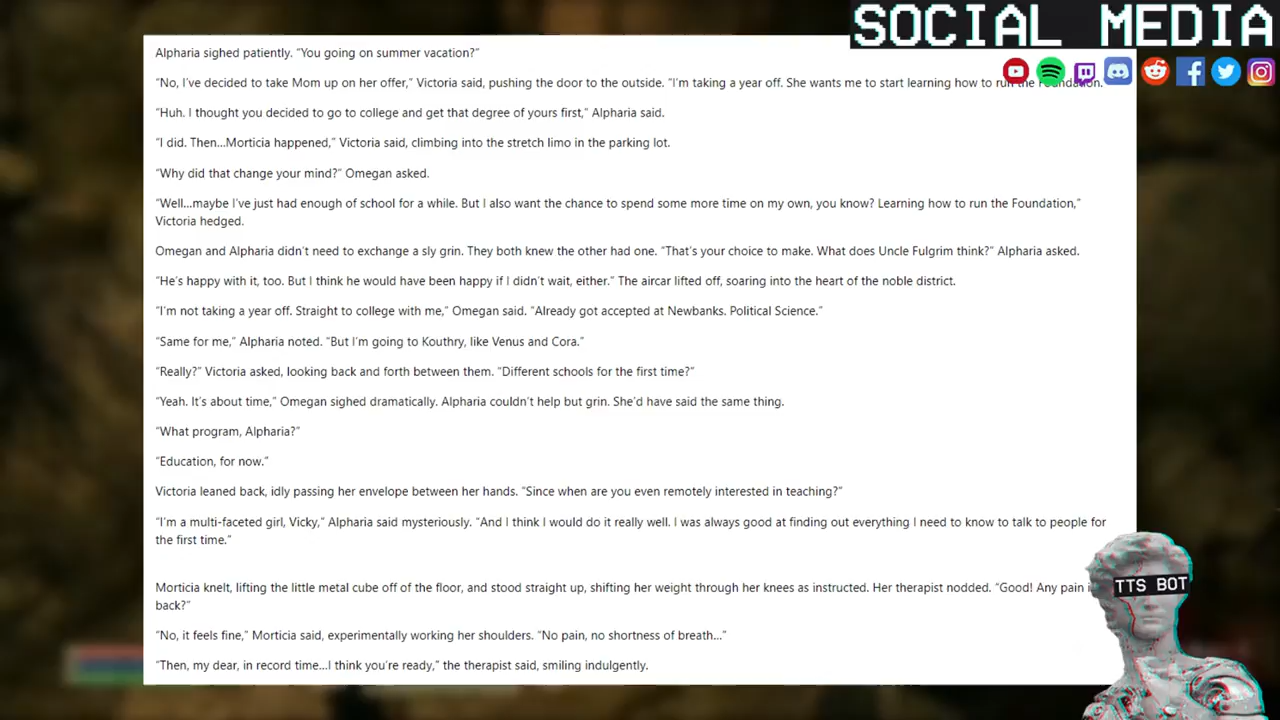 SOCIAL MEDIA
Alpharia sighed patiently. “You going on summer vacation?”
“No, I’ve decided to take Mom up on her offer,” Victoria said, pushing the door to the outside. “I’m taking a year off. She wants me to start learning how to run the Foundation.
“Huh. I thought you decided to go to college and get that degree of yours first,” Alpharia said.
“I did. Then…Morticia happened,” Victoria said, climbing into the stretch limo in the parking lot.
“Why did that change your mind?” Omegan asked.
“Well…maybe I’ve just had enough of school for a while. But I also want the chance to spend some more time on my own, you know? Learning how to run the Foundation,”
Victoria hedged.
Omegan and Alpharia didn’t need to exchange a sly grin. They both knew the other had one. “That’s your choice to make. What does Uncle Fulgrim think?” Alpharia asked.
“He’s happy with it, too. But I think he would have been happy if I didn’t wait, either.” The aircar lifted off, soaring into the heart of the noble district.
“I’m not taking a year off. Straight to college with me,” Omegan said. “Already got accepted at Newbanks. Political Science.”
“Same for me,” Alpharia noted. “But I’m going to Kouthry, like Venus and Cora.”
“Really?” Victoria asked, looking back and forth between them. “Different schools for the first time?”
“Yeah. It’s about time,” Omegan sighed dramatically. Alpharia couldn’t help but grin. She’d have said the same thing.
“What program, Alpharia?”
“Education, for now.”
Victoria leaned back, idly passing her envelope between her hands. “Since when are you even remotely interested in teaching?”
“I’m a multi-faceted girl, Vicky,” Alpharia said mysteriously. “And I think I would do it really well. I was always good at finding out everything I need to know to talk to people for
the first time.”
Morticia knelt, lifting the little metal cube off of the floor, and stood straight up, shifting her weight through her knees as instructed. Her therapist nodded. “Good! Any pain
back?”
“No, it feels fine,” Morticia said, experimentally working her shoulders. “No pain, no shortness of breath…”
“Then, my dear, in record time…I think you’re ready,” the therapist said, smiling indulgently.
TTS BOT